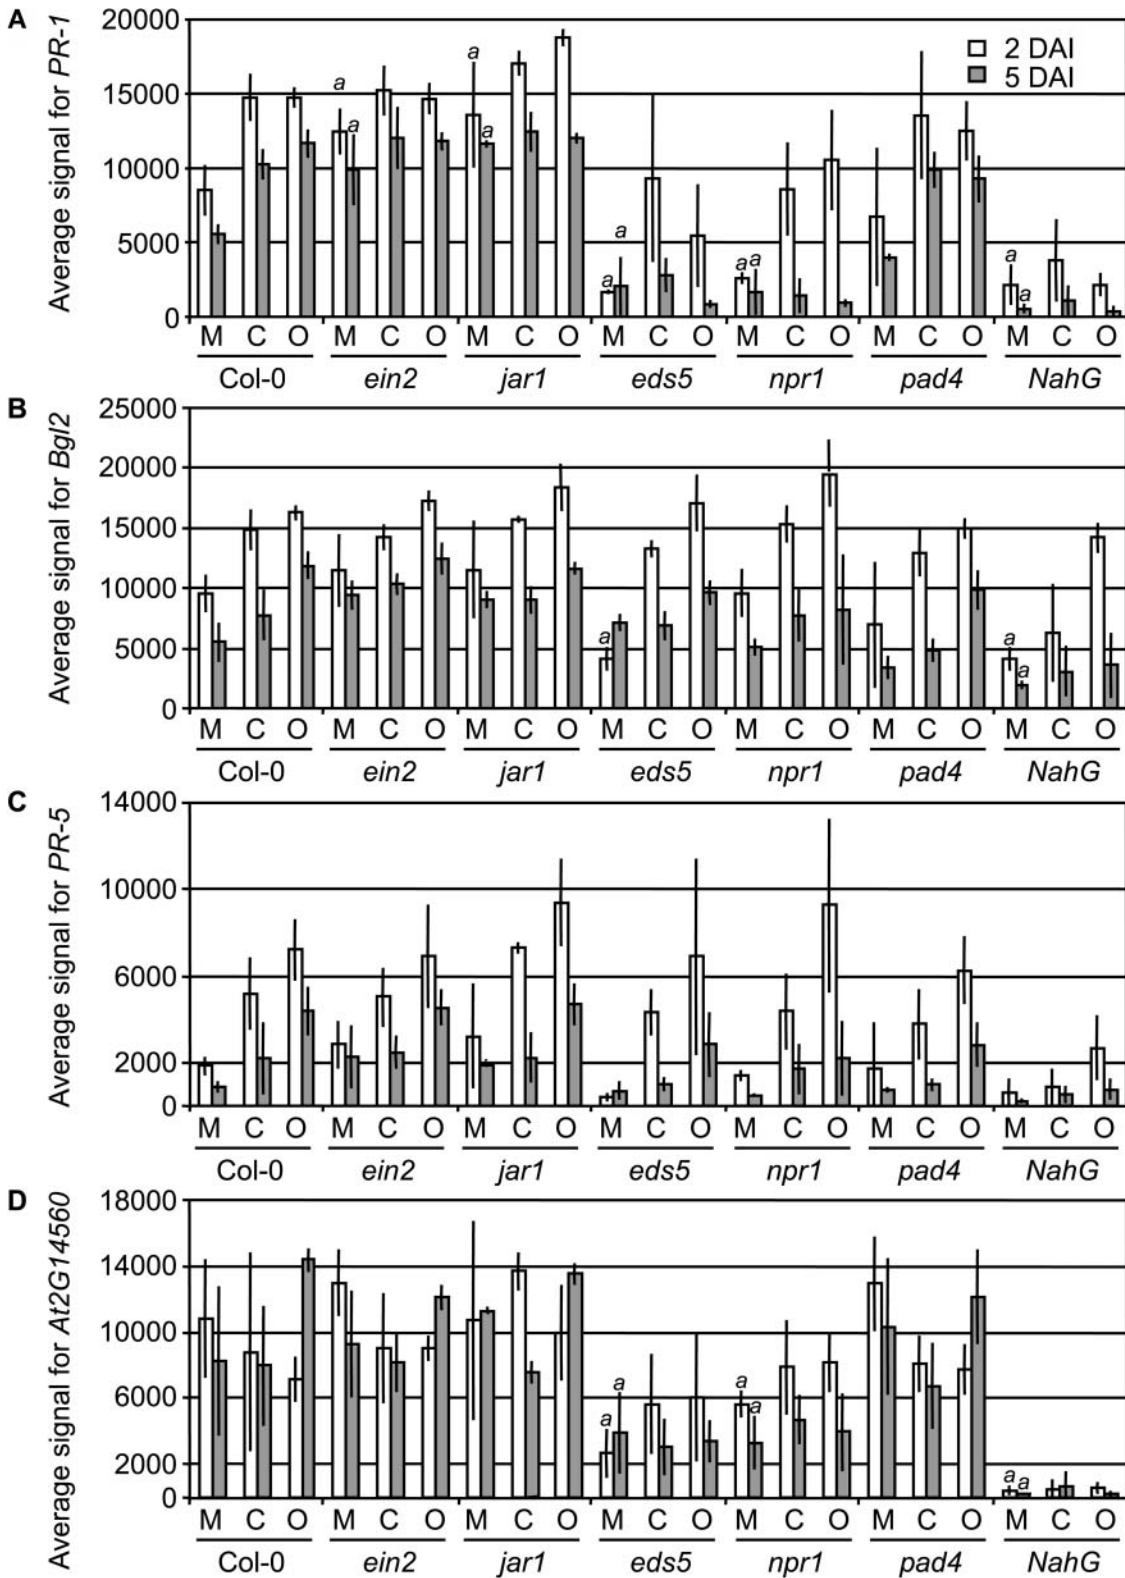 A
Average signal for PR-1
20000
15000
10000
5000
0
2 DAI
5 DAI
a a a a a a a a a a
M C O M C O M C O M C O M C O M C O M C O
Col-0 ein2 jar1 eds5 npr1 pad4 NahG
B
Average signal for Bgl2
25000
20000
15000
10000
5000
0
a a a
M C O M C O M C O M C O M C O M C O M C O
Col-0 ein2 jar1 eds5 npr1 pad4 NahG
C
Average signal for PR-5
14000
10000
6000
2000
0
M C O M C O M C O M C O M C O M C O M C O
Col-0 ein2 jar1 eds5 npr1 pad4 NahG
D
Average signal for At2G14560
18000
14000
10000
6000
2000
0
a a a a a a
M C O M C O M C O M C O M C O M C O M C O
Col-0 ein2 jar1 eds5 npr1 pad4 NahG